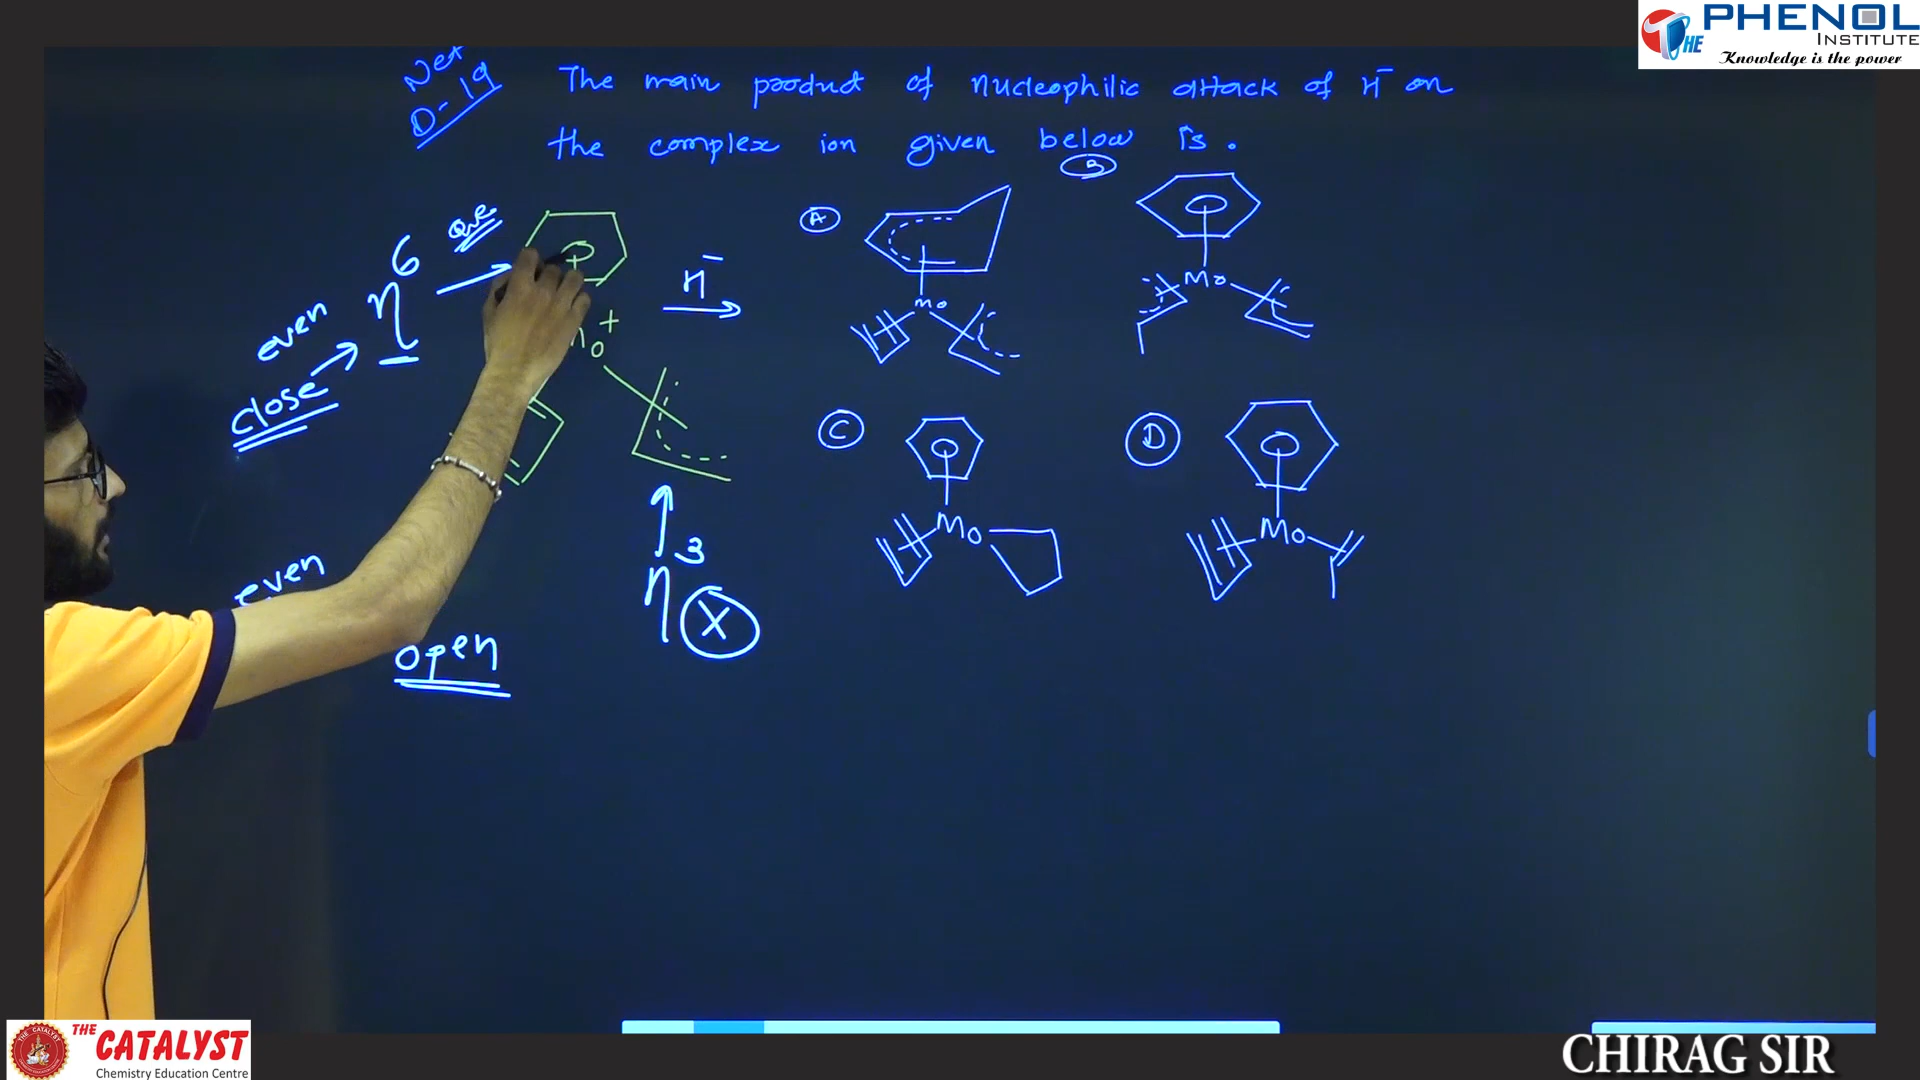 THE PHENOL
INSTITUTE
Knowledge is the power
Net
D-19
The main product of nucleophilic attack of H⁻ on
the complex ion given below is.
η⁶
even
close
Mo⁺
H⁻
η³
X
even
open
A
Mo
B
Mo
C
Mo
D
Mo
THE CATALYST
Chemistry Education Centre
CHIRAG SIR